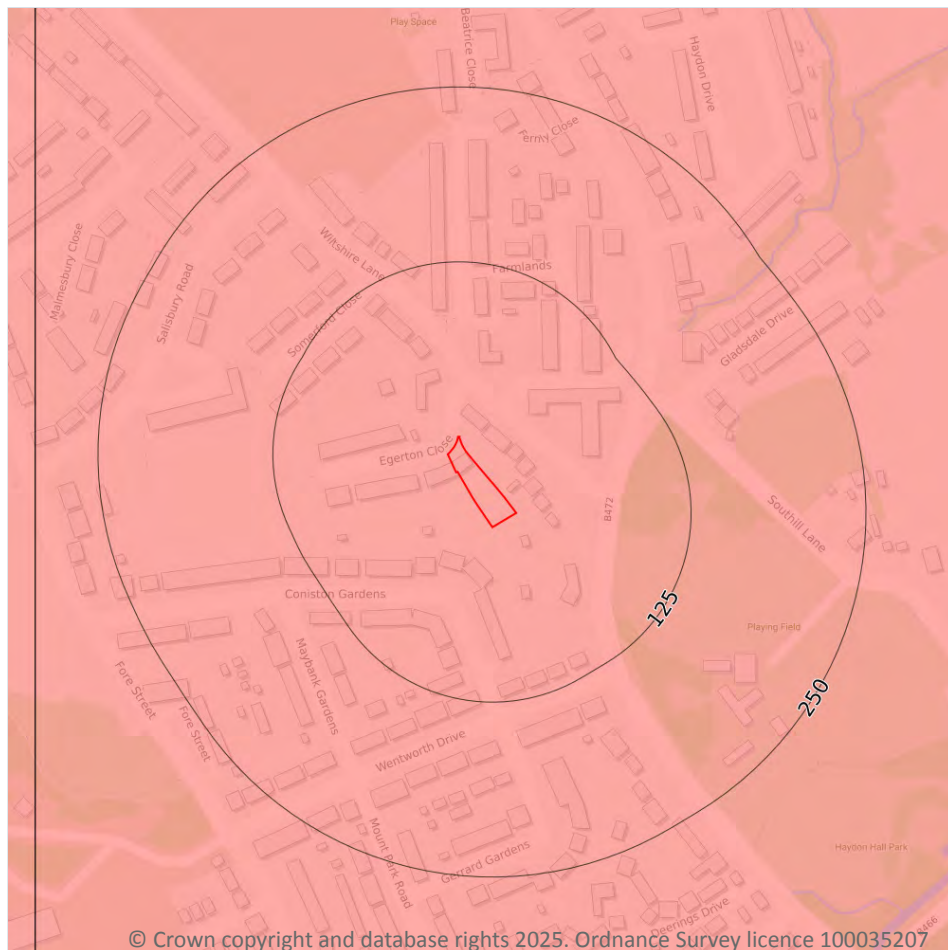 Play Space
Beatrice Close
Haydon Drive
Ferny Close
Malmesbury Close
Salisbury Road
Wiltshire Lane
Farmlands
Somerford Close
Gladsdale Drive
Egerton Close
B472
Southill Lane
Coniston Gardens
125
Playing Field
Maybank Gardens
Fore Street
Fore Street
250
Wentworth Drive
Mount Park Road
Gerrard Gardens
Haydon Hall Park
Deerings Drive
B466
© Crown copyright and database rights 2025. Ordnance Survey licence 100035207